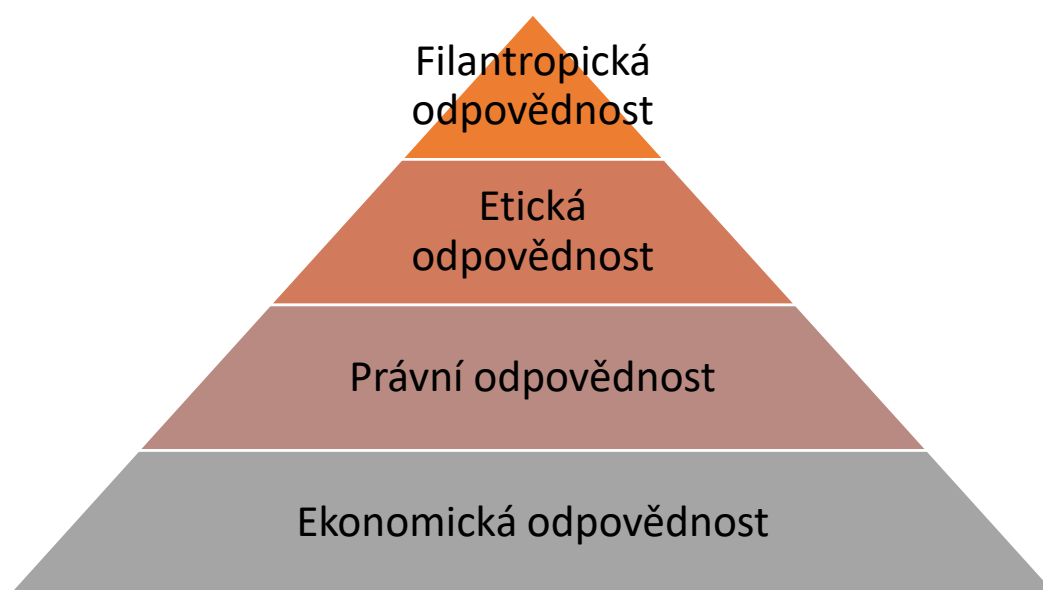 Filantropická
odpovědnost
Etická
odpovědnost
Právní odpovědnost
Ekonomická odpovědnost